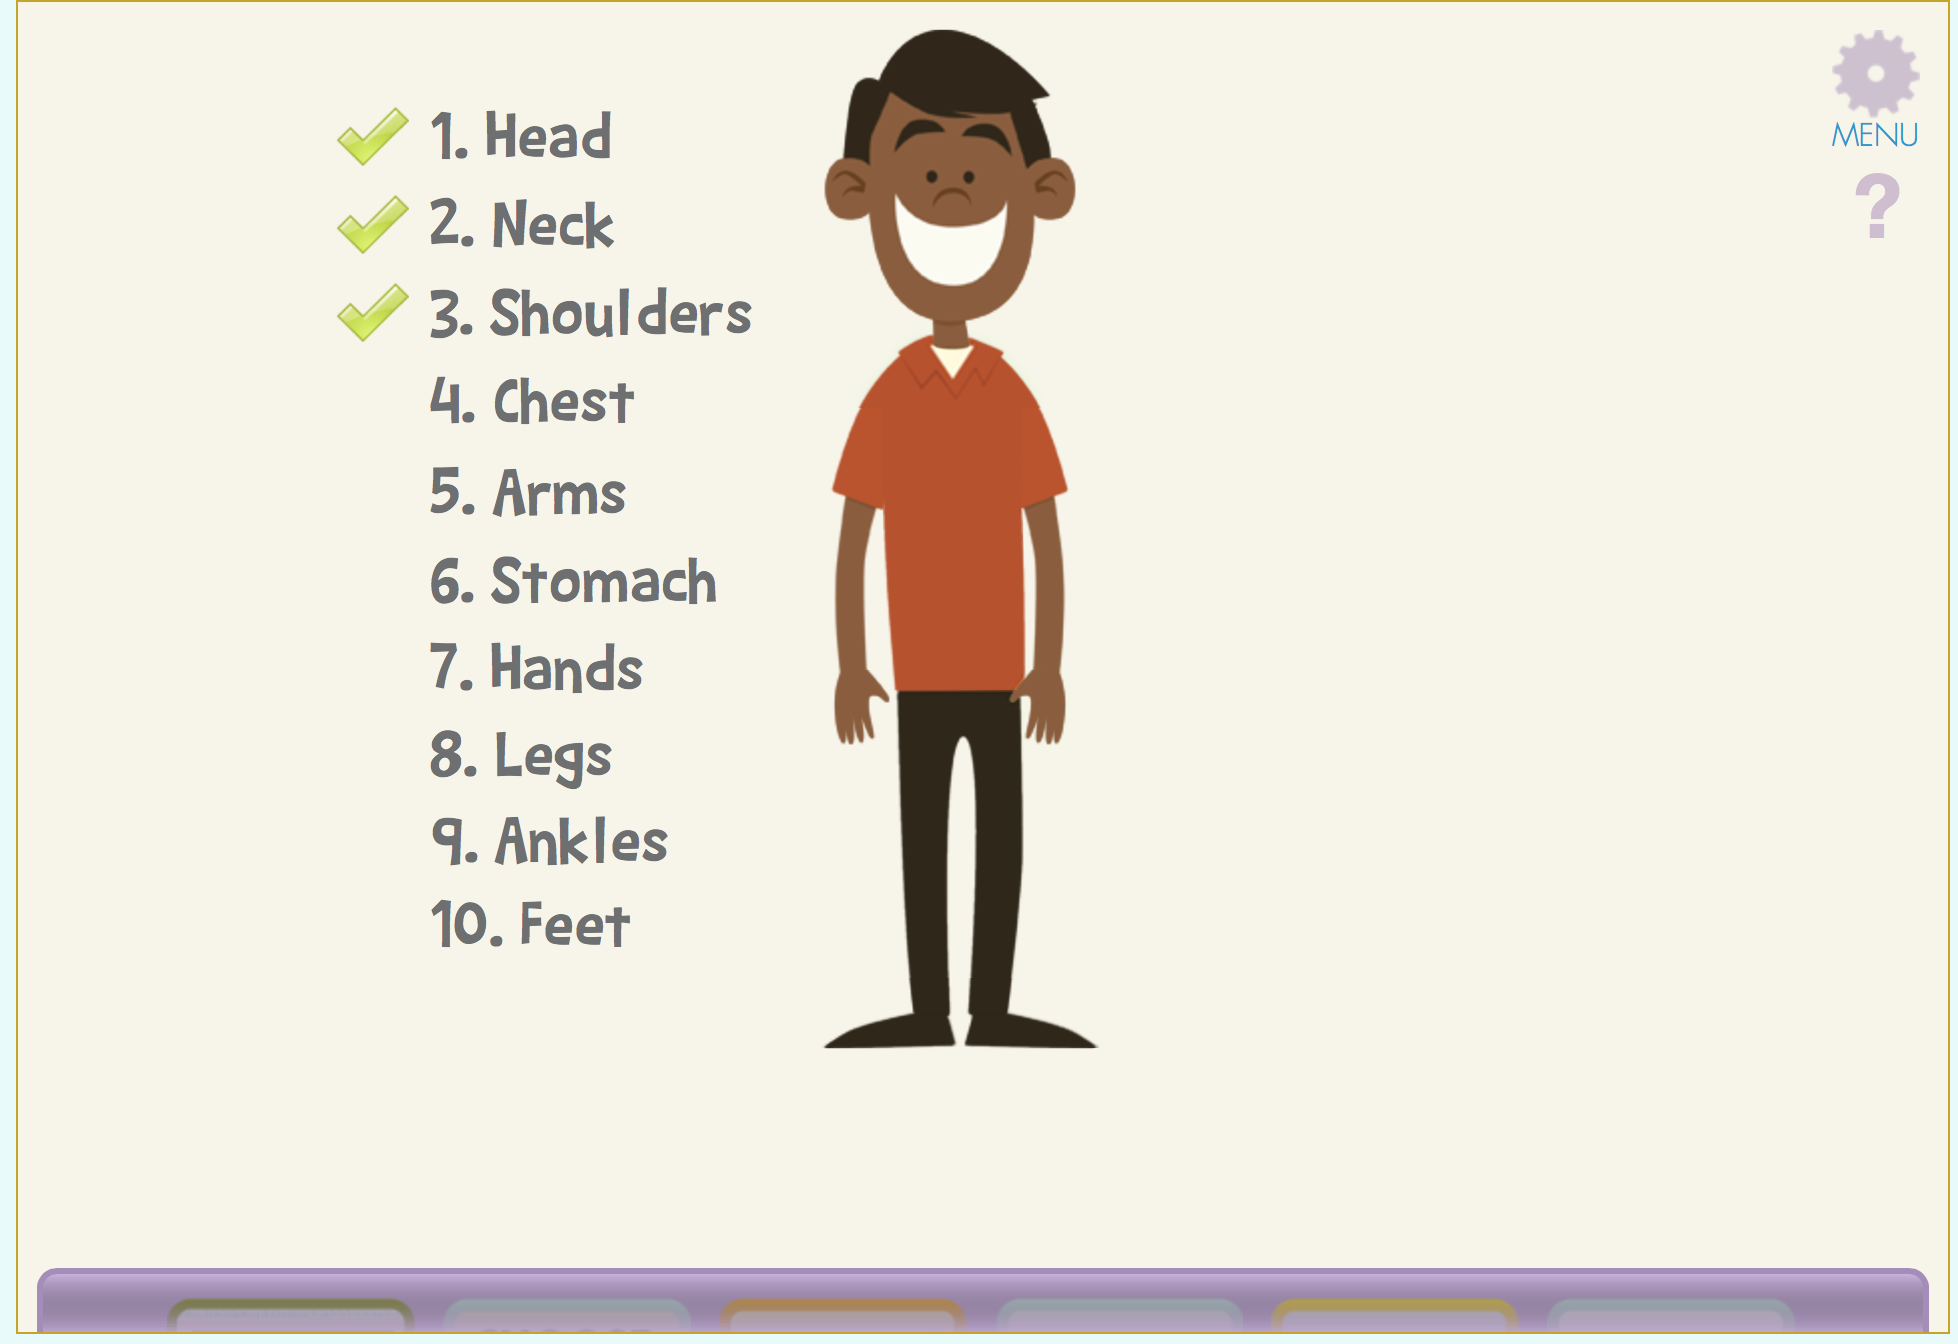 1. Head
2. Neck
3. Shoulders
4. Chest
5. Arms
6. Stomach
7. Hands
8. Legs
9. Ankles
10. Feet
MENU
?